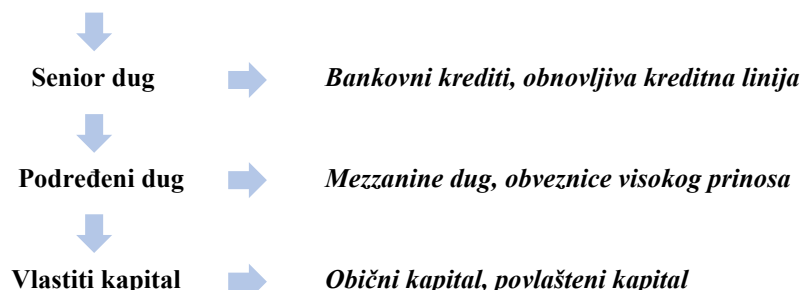 Senior dug
Bankovni krediti, obnovljiva kreditna linija
Podređeni dug
Mezzanine dug, obveznice visokog prinosa
Vlastiti kapital
Obični kapital, povlašteni kapital